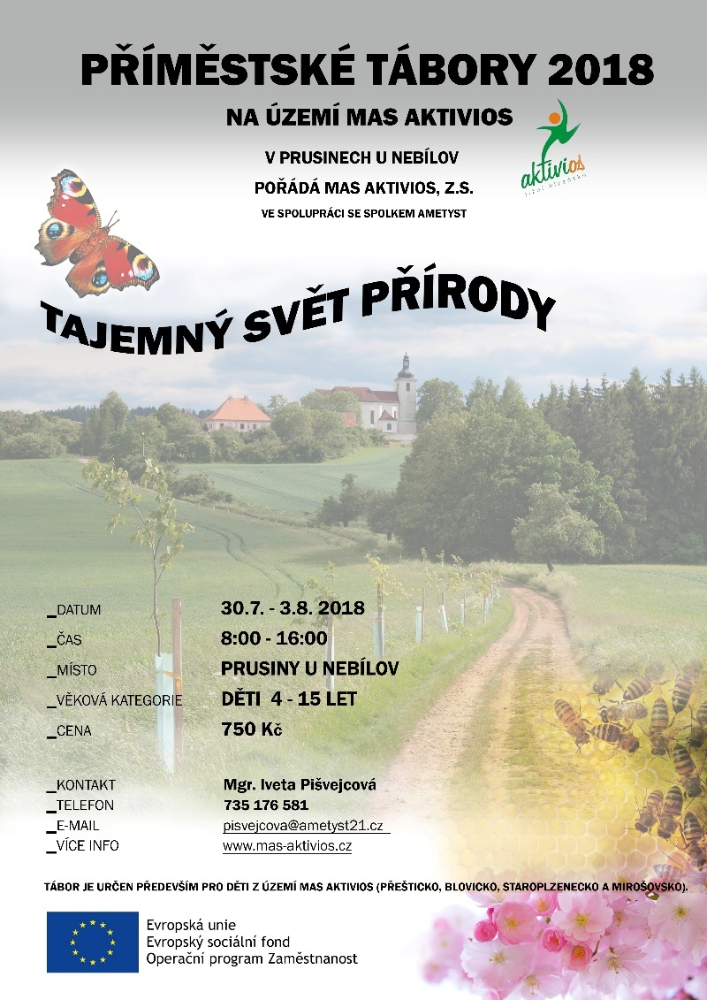 PŘÍMĚSTSKÉ TÁBORY 2018
NA ÚZEMÍ MAS AKTIVIOS
V PRUSINECH U NEBÍLOV
POŘÁDÁ MAS AKTIVIOS, Z.S.
VE SPOLUPRÁCI SE SPOLKEM AMETYST
aktivios
jižní plzeňsko
TAJEMNÝ SVĚT PŘÍRODY
_DATUM 30.7. - 3.8. 2018
_ČAS 8:00 - 16:00
_MÍSTO PRUSINY U NEBÍLOV
_VĚKOVÁ KATEGORIE DĚTI 4 - 15 LET
_CENA 750 Kč
_KONTAKT Mgr. Iveta Pišvejcová
_TELEFON 735 176 581
_E-MAIL pisvejcova@ametyst21.cz
_VÍCE INFO www.mas-aktivios.cz
TÁBOR JE URČEN PŘEDEVŠÍM PRO DĚTI Z ÚZEMÍ MAS AKTIVIOS (PŘEŠTICKO, BLOVICKO, STAROPLZENECKO A MIROŠOVSKO).
Evropská unie
Evropský sociální fond
Operační program Zaměstnanost